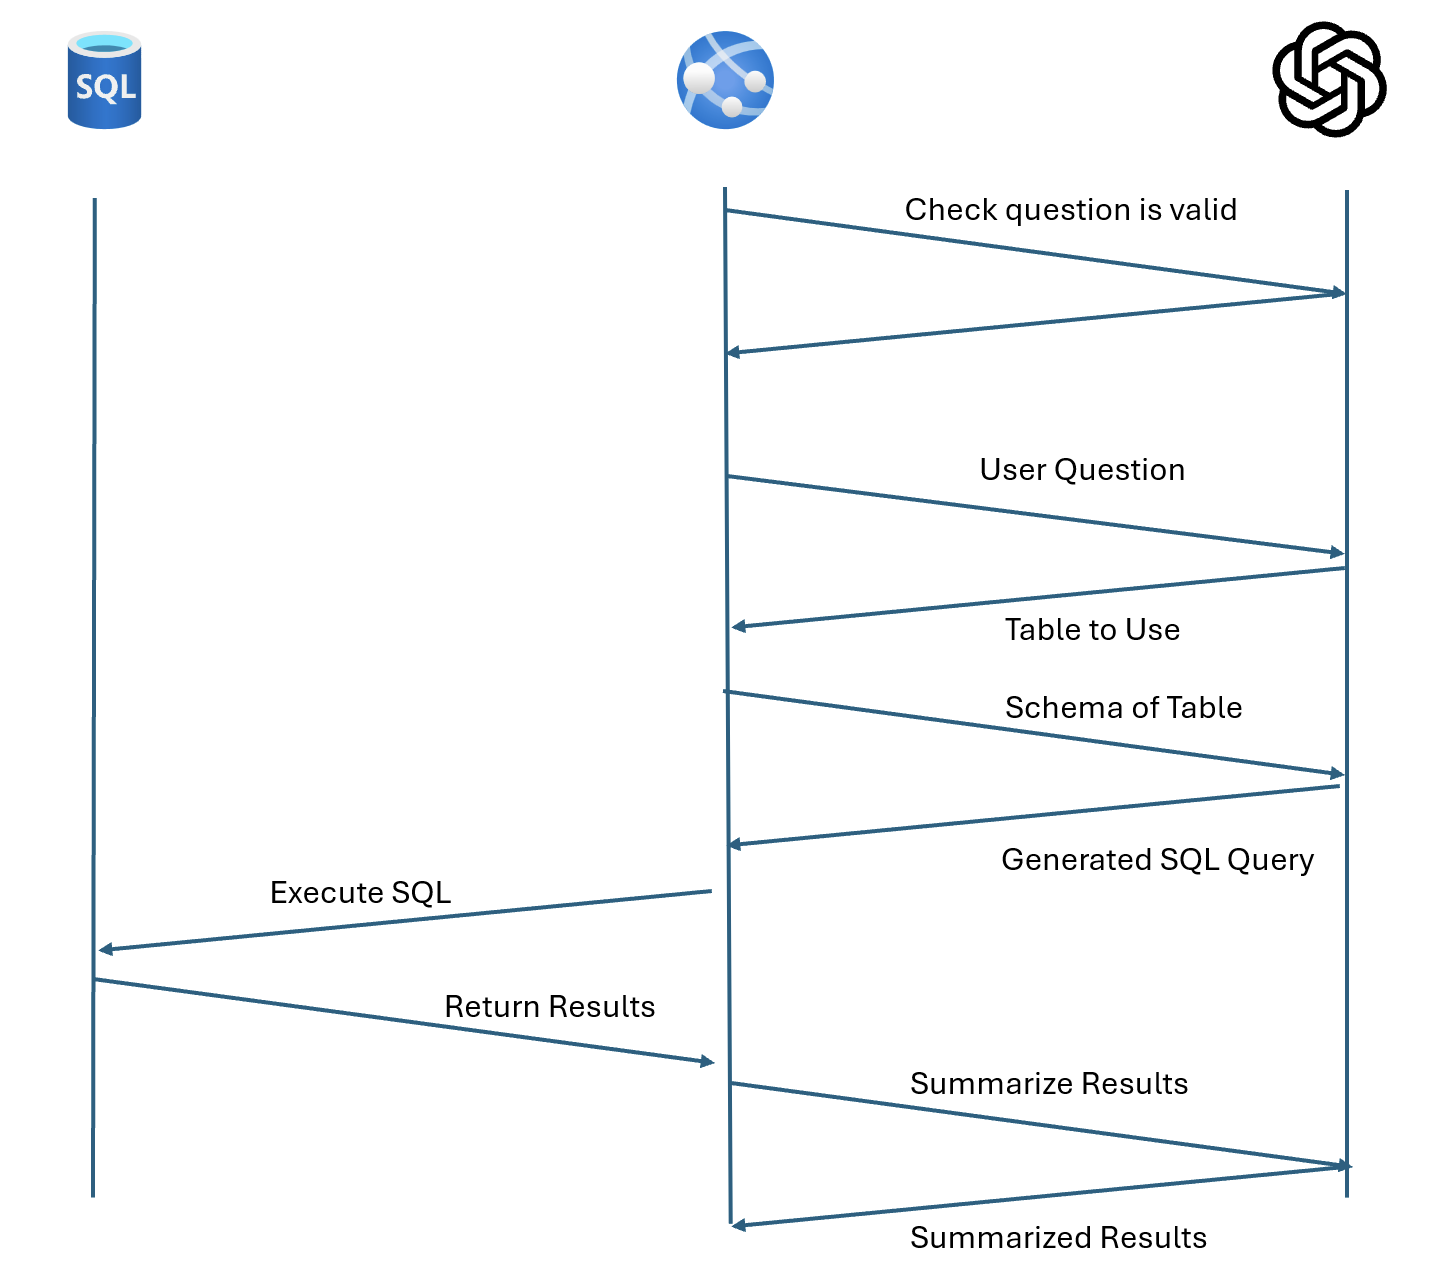 SQL
Check question is valid
User Question
Table to Use
Schema of Table
Generated SQL Query
Execute SQL
Return Results
Summarize Results
Summarized Results